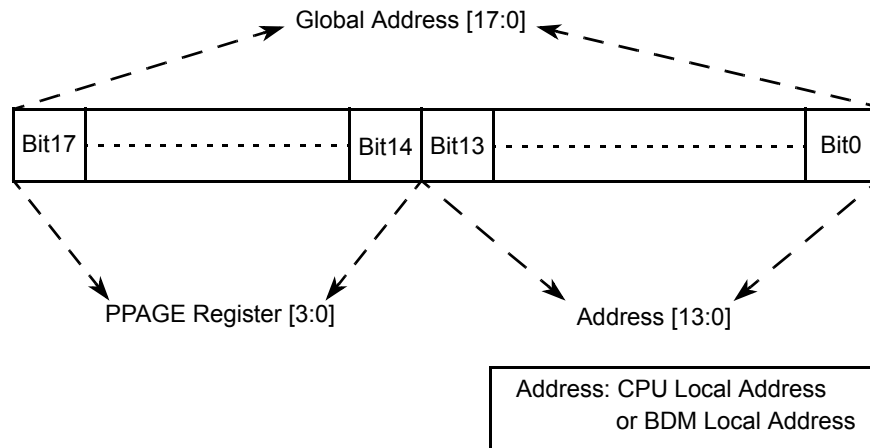 Global Address [17:0]
Bit17
Bit14
Bit13
Bit0
PPAGE Register [3:0]
Address [13:0]
Address: CPU Local Address
or BDM Local Address